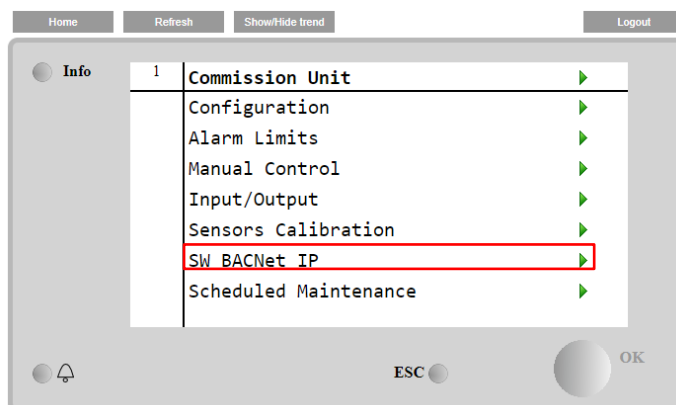 Home Refresh Show/Hide trend Logout
Info
1 Commission Unit
Configuration
Alarm Limits
Manual Control
Input/Output
Sensors Calibration
SW BACNet IP
Scheduled Maintenance
ESC OK